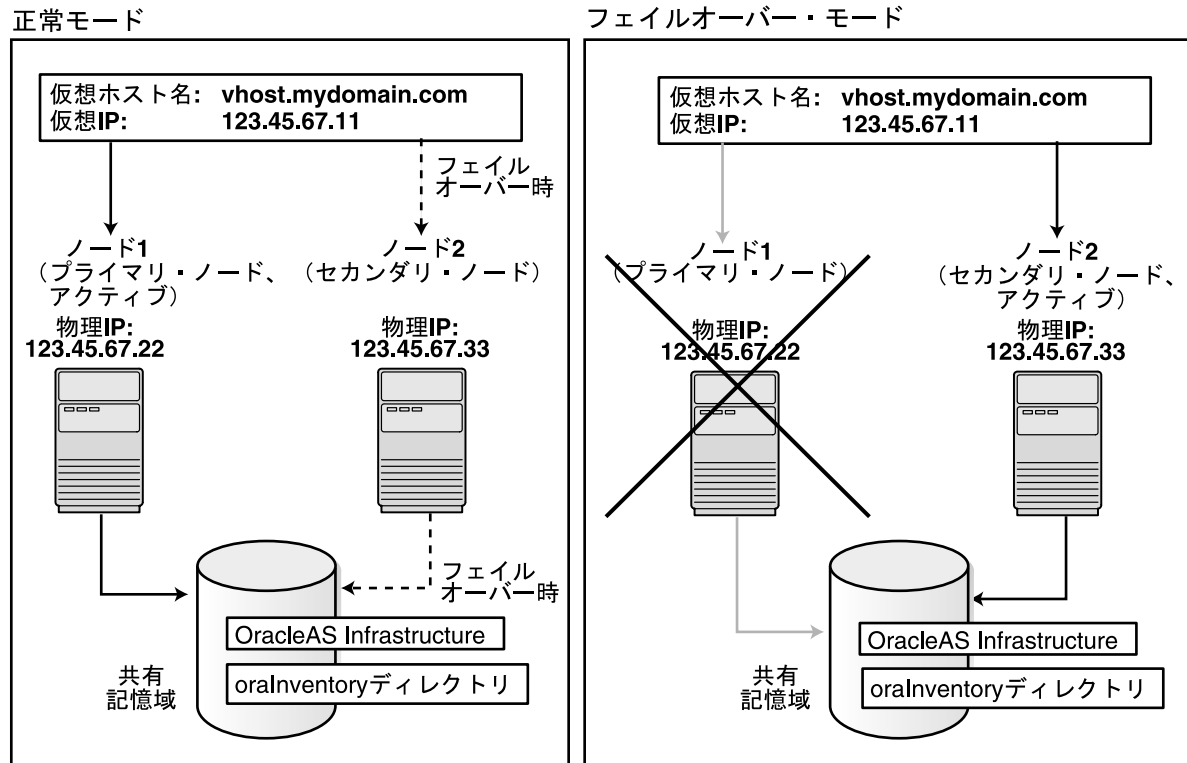 正常モード
仮想ホスト名: vhost.mydomain.com
仮想IP: 123.45.67.11
フェイル
オーバー時
ノード1
（プライマリ・ノード、
アクティブ）
物理IP:
123.45.67.22
ノード2
（セカンダリ・ノード）
物理IP:
123.45.67.33
フェイル
オーバー時
OracleAS Infrastructure
oraInventoryディレクトリ
共有
記憶域
フェイルオーバー・モード
仮想ホスト名: vhost.mydomain.com
仮想IP: 123.45.67.11
ノード1
（プライマリ・ノード）
物理IP:
123.45.67.22
ノード2
（セカンダリ・ノード、
アクティブ）
物理IP:
123.45.67.33
OracleAS Infrastructure
oraInventoryディレクトリ
共有
記憶域